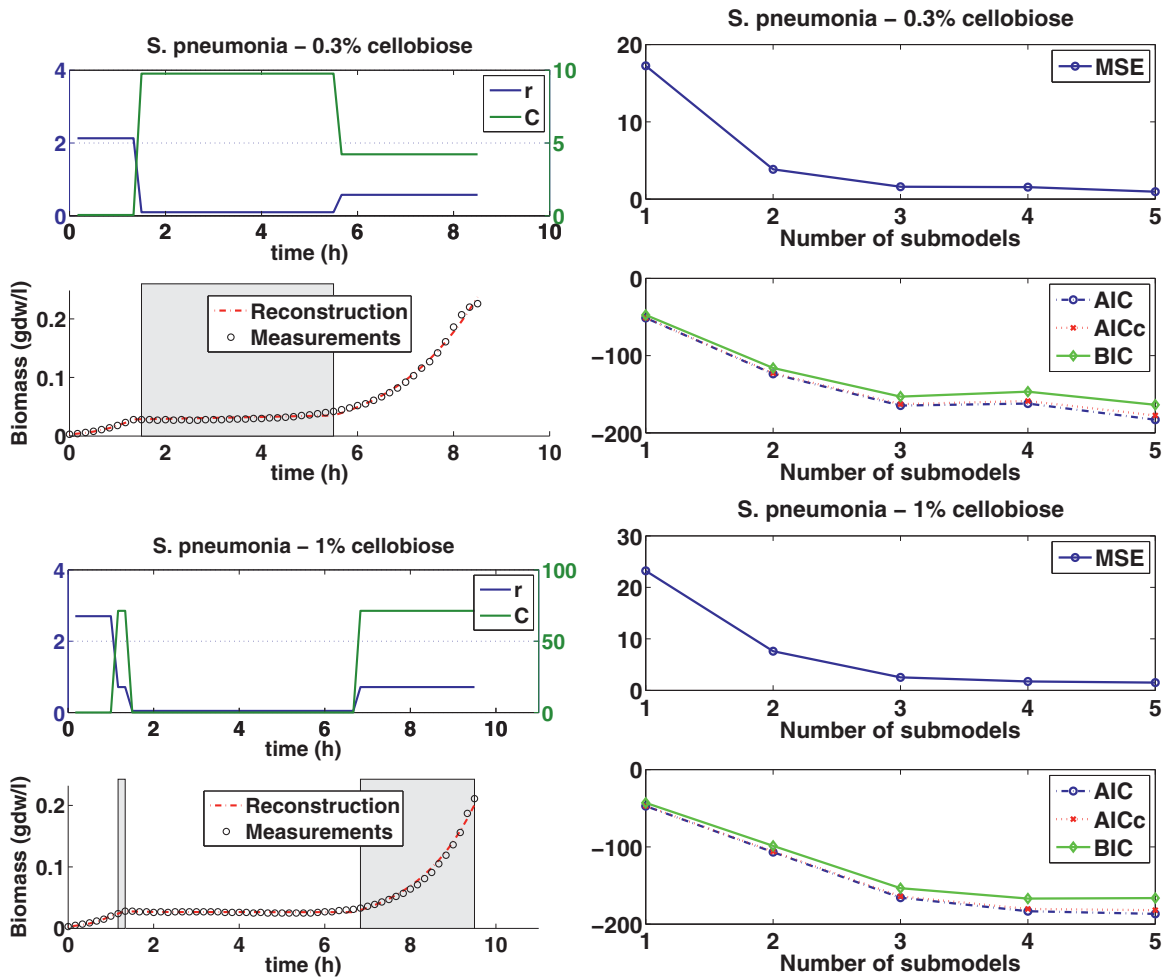 S. pneumonia – 0.3% cellobiose
4
2
0
10
5
0
r
C
0 2 4 6 8 10
time (h)
Biomass (gdw/l)
0.2
0.1
0
Reconstruction
Measurements
0 2 4 6 8 10
time (h)
S. pneumonia – 0.3% cellobiose
20
10
0
MSE
1 2 3 4 5
Number of submodels
0
−100
−200
AIC
AICc
BIC
1 2 3 4 5
Number of submodels
S. pneumonia – 1% cellobiose
4
2
0
100
50
0
r
C
0 2 4 6 8 10
time (h)
Biomass (gdw/l)
0.2
0.1
0
Reconstruction
Measurements
0 2 4 6 8 10
time (h)
S. pneumonia – 1% cellobiose
30
20
10
0
MSE
1 2 3 4 5
Number of submodels
0
−100
−200
AIC
AICc
BIC
1 2 3 4 5
Number of submodels